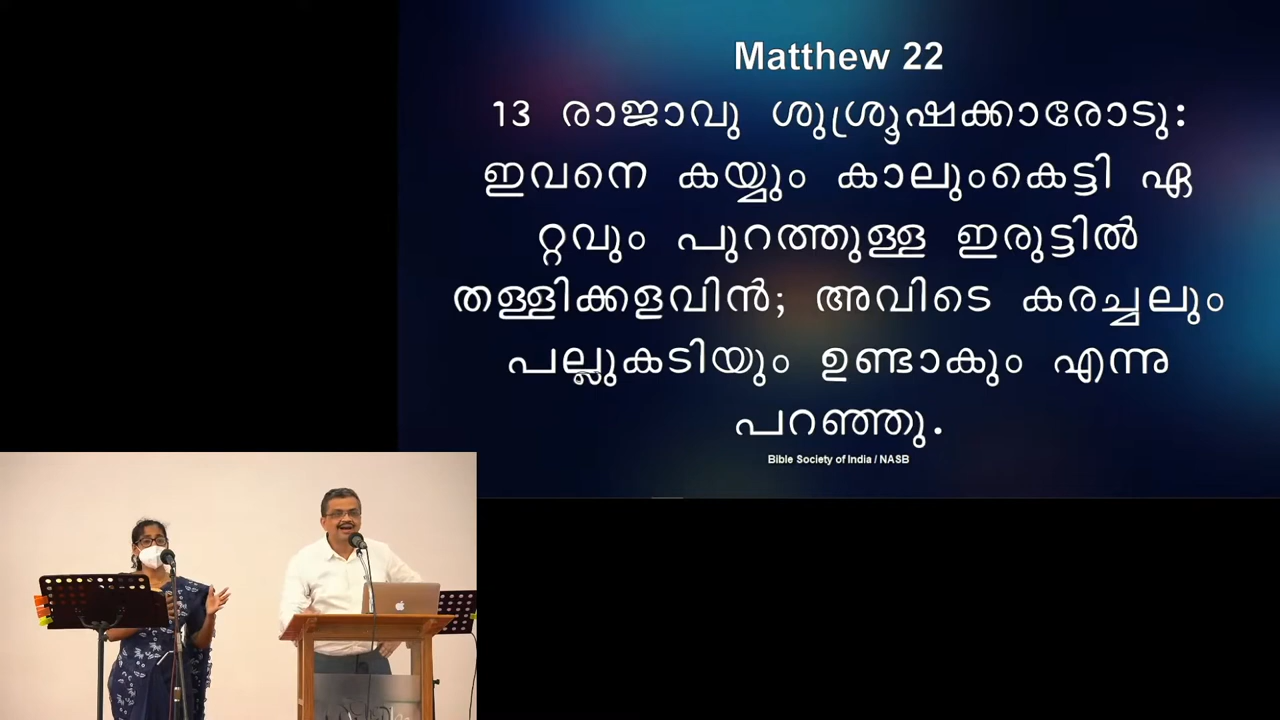 Matthew 22
13 രാജാവു ശുശ്രൂഷക്കാരോടു:
ഇവനെ കയ്യും കാലുംകെട്ടി ഏ
റ്റവും പുറത്തുള്ള ഇരുട്ടിൽ
തള്ളിക്കളവിൻ; അവിടെ കരച്ചലും
പല്ലുകടിയും ഉണ്ടാകും എന്നു
പറഞ്ഞു.
Bible Society of India / NASB